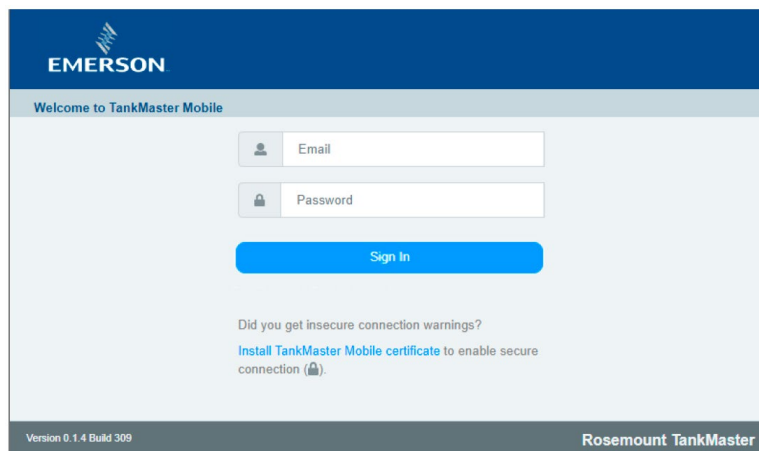 EMERSON
Welcome to TankMaster Mobile
Email
Password
Sign In
Did you get insecure connection warnings?
Install TankMaster Mobile certificate to enable secure
connection (🔒).
Version 0.1.4 Build 309
Rosemount TankMaster